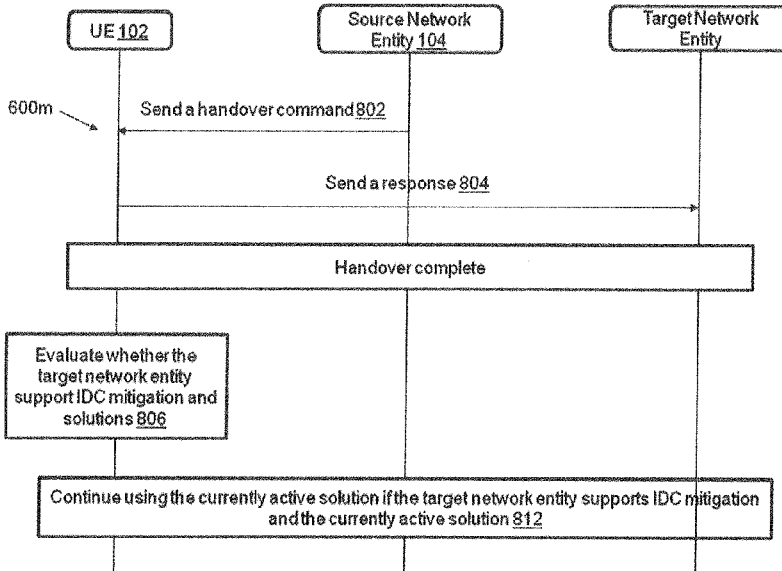 UE 102
Source Network
Entity 104
Target Network
Entity
600m
Send a handover command 802
Send a response 804
Handover complete
Evaluate whether the
target network entity
support IDC mitigation and
solutions 806
Continue using the currently active solution if the target network entity supports IDC mitigation
and the currently active solution 812